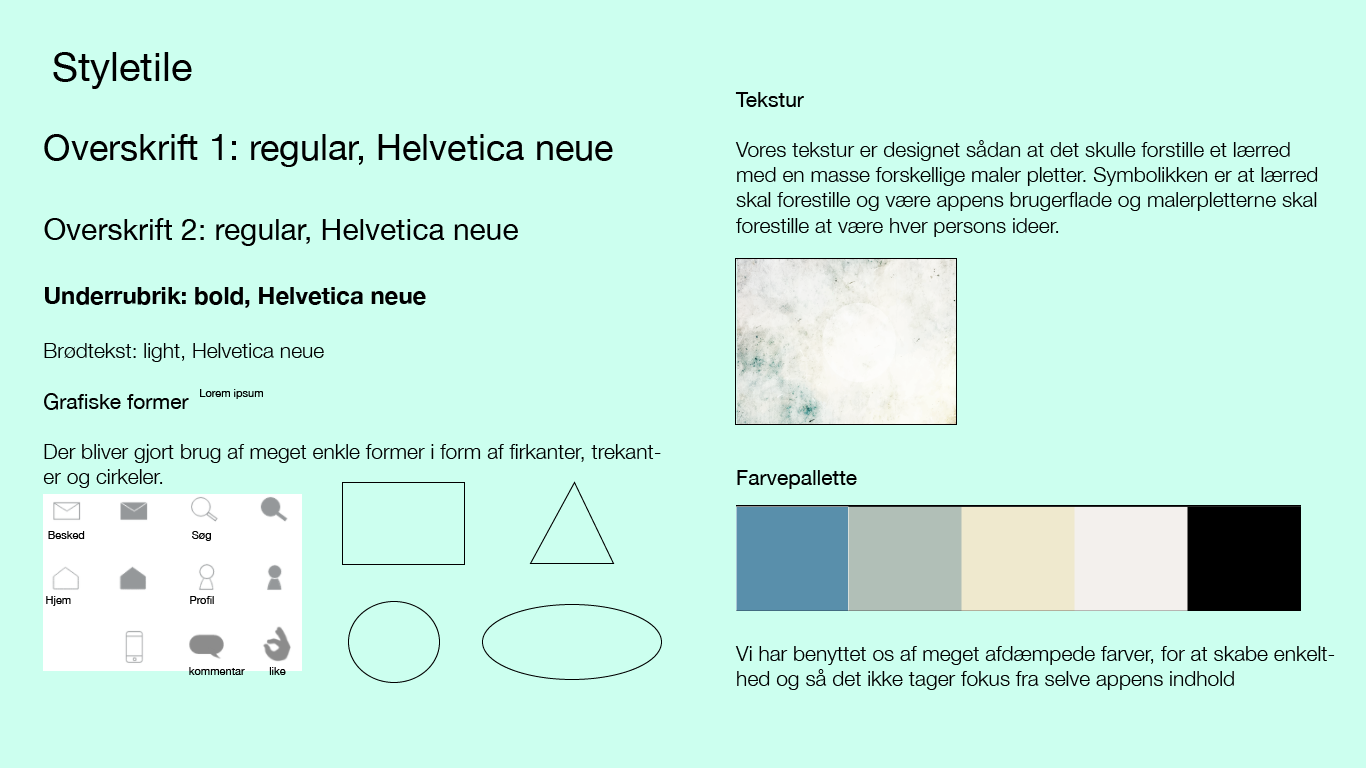 Styletile
Overskrift 1: regular, Helvetica neue
Overskrift 2: regular, Helvetica neue
Underrubrik: bold, Helvetica neue
Brødtekst: light, Helvetica neue
Grafiske former Lorem ipsum
Der bliver gjort brug af meget enkle former i form af firkanter, trekant-
er og cirkeler.
Besked Søg
Hjem Profil
kommentar like
Tekstur
Vores tekstur er designet sådan at det skulle forstille et lærred
med en masse forskellige maler pletter. Symbolikken er at lærred
skal forestille og være appens brugerflade og malerpletterne skal
forestille at være hver persons ideer.
Farvepallette
Vi har benyttet os af meget afdæmpede farver, for at skabe enkelt-
hed og så det ikke tager fokus fra selve appens indhold